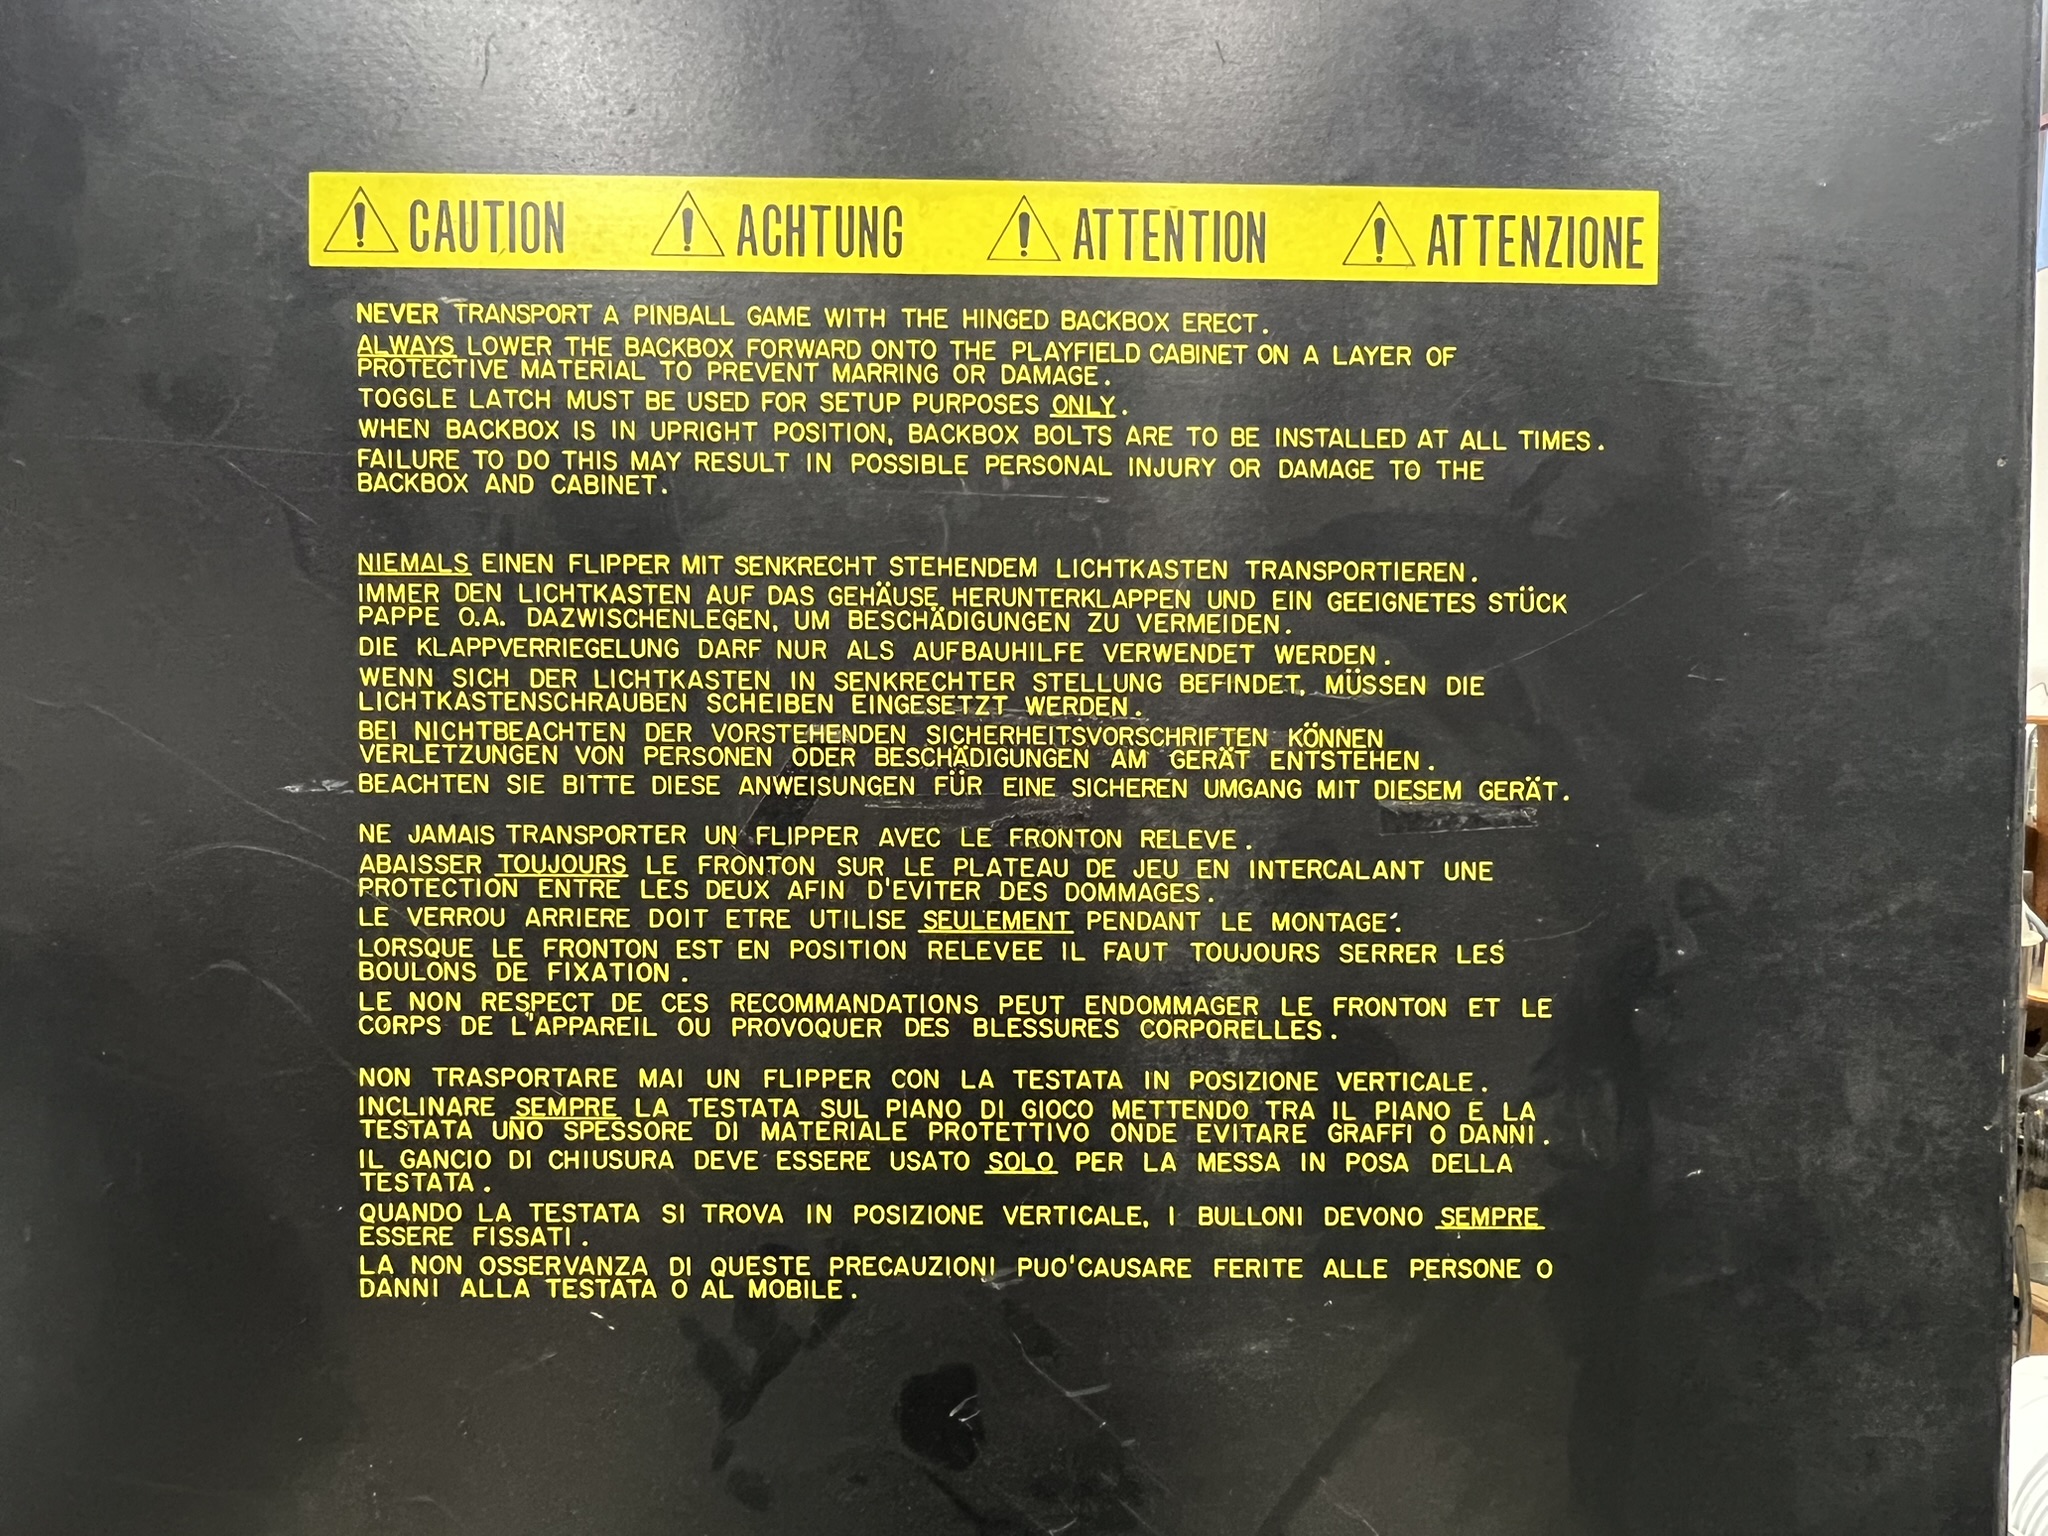 CAUTION ACHTUNG ATTENTION ATTENZIONE
NEVER TRANSPORT A PINBALL GAME WITH THE HINGED BACKBOX ERECT.
ALWAYS LOWER THE BACKBOX FORWARD ONTO THE PLAYFIELD CABINET ON A LAYER OF
PROTECTIVE MATERIAL TO PREVENT MARRING OR DAMAGE.
TOGGLE LATCH MUST BE USED FOR SETUP PURPOSES ONLY.
WHEN BACKBOX IS IN UPRIGHT POSITION, BACKBOX BOLTS ARE TO BE INSTALLED AT ALL TIMES.
FAILURE TO DO THIS MAY RESULT IN POSSIBLE PERSONAL INJURY OR DAMAGE TO THE
BACKBOX AND CABINET.
NIEMALS EINEN FLIPPER MIT SENKRECHT STEHENDEM LICHTKASTEN TRANSPORTIEREN.
IMMER DEN LICHTKASTEN AUF DAS GEHÄUSE HERUNTERKLAPPEN UND EIN GEEIGNETES STÜCK
PAPPE O.A. DAZWISCHENLEGEN, UM BESCHÄDIGUNGEN ZU VERMEIDEN.
DIE KLAPPVERRIEGELUNG DARF NUR ALS AUFBAUHILFE VERWENDET WERDEN.
WENN SICH DER LICHTKASTEN IN SENKRECHTER STELLUNG BEFINDET, MÜSSEN DIE
LICHTKASTENSCHRAUBEN SCHEIBEN EINGESETZT WERDEN.
BEI NICHTBEACHTEN DER VORSTEHENDEN SICHERHEITSVORSCHRIFTEN KÖNNEN
VERLETZUNGEN VON PERSONEN ODER BESCHÄDIGUNGEN AM GERÄT ENTSTEHEN.
BEACHTEN SIE BITTE DIESE ANWEISUNGEN FÜR EINE SICHEREN UMGANG MIT DIESEM GERÄT.
NE JAMAIS TRANSPORTER UN FLIPPER AVEC LE FRONTON RELEVE.
ABAISSER TOUJOURS LE FRONTON SUR LE PLATEAU DE JEU EN INTERCALANT UNE
PROTECTION ENTRE LES DEUX AFIN D'EVITER DES DOMMAGES.
LE VERROU ARRIERE DOIT ETRE UTILISE SEULEMENT PENDANT LE MONTAGE.
LORSQUE LE FRONTON EST EN POSITION RELEVEE IL FAUT TOUJOURS SERRER LES
BOULONS DE FIXATION.
LE NON RESPECT DE CES RECOMMANDATIONS PEUT ENDOMMAGER LE FRONTON ET LE
CORPS DE L'APPAREIL OU PROVOQUER DES BLESSURES CORPORELLES.
NON TRASPORTARE MAI UN FLIPPER CON LA TESTATA IN POSIZIONE VERTICALE.
INCLINARE SEMPRE LA TESTATA SUL PIANO DI GIOCO METTENDO TRA IL PIANO E LA
TESTATA UNO SPESSORE DI MATERIALE PROTETTIVO ONDE EVITARE GRAFFI O DANNI.
IL GANCIO DI CHIUSURA DEVE ESSERE USATO SOLO PER LA MESSA IN POSA DELLA
TESTATA.
QUANDO LA TESTATA SI TROVA IN POSIZIONE VERTICALE, I BULLONI DEVONO SEMPRE
ESSERE FISSATI.
LA NON OSSERVANZA DI QUESTE PRECAUZIONI PUO'CAUSARE FERITE ALLE PERSONE O
DANNI ALLA TESTATA O AL MOBILE.